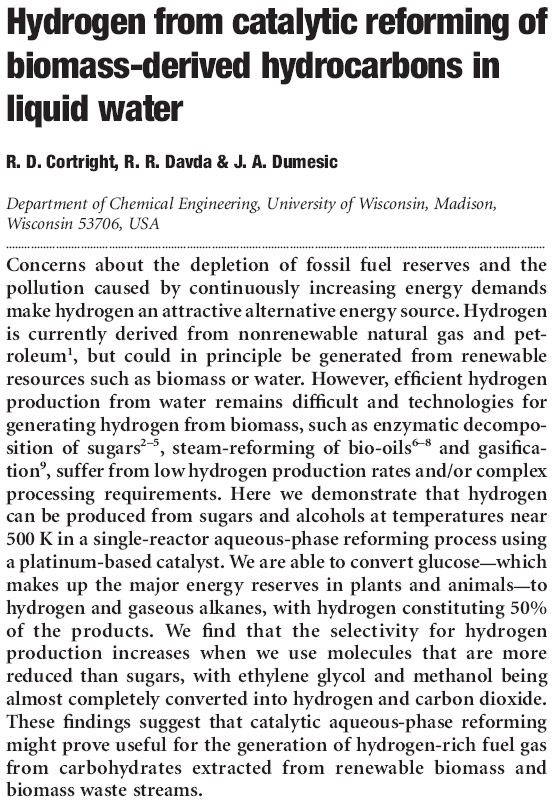 Hydrogen from catalytic reforming of
biomass-derived hydrocarbons in
liquid water
R. D. Cortright, R. R. Davda & J. A. Dumesic
Department of Chemical Engineering, University of Wisconsin, Madison,
Wisconsin 53706, USA
Concerns about the depletion of fossil fuel reserves and the
pollution caused by continuously increasing energy demands
make hydrogen an attractive alternative energy source. Hydrogen
is currently derived from nonrenewable natural gas and pet-
roleum¹, but could in principle be generated from renewable
resources such as biomass or water. However, efficient hydrogen
production from water remains difficult and technologies for
generating hydrogen from biomass, such as enzymatic decompo-
sition of sugars²⁻⁵, steam-reforming of bio-oils⁶⁻⁸ and gasifica-
tion⁹, suffer from low hydrogen production rates and/or complex
processing requirements. Here we demonstrate that hydrogen
can be produced from sugars and alcohols at temperatures near
500 K in a single-reactor aqueous-phase reforming process using
a platinum-based catalyst. We are able to convert glucose—which
makes up the major energy reserves in plants and animals—to
hydrogen and gaseous alkanes, with hydrogen constituting 50%
of the products. We find that the selectivity for hydrogen
production increases when we use molecules that are more
reduced than sugars, with ethylene glycol and methanol being
almost completely converted into hydrogen and carbon dioxide.
These findings suggest that catalytic aqueous-phase reforming
might prove useful for the generation of hydrogen-rich fuel gas
from carbohydrates extracted from renewable biomass and
biomass waste streams.